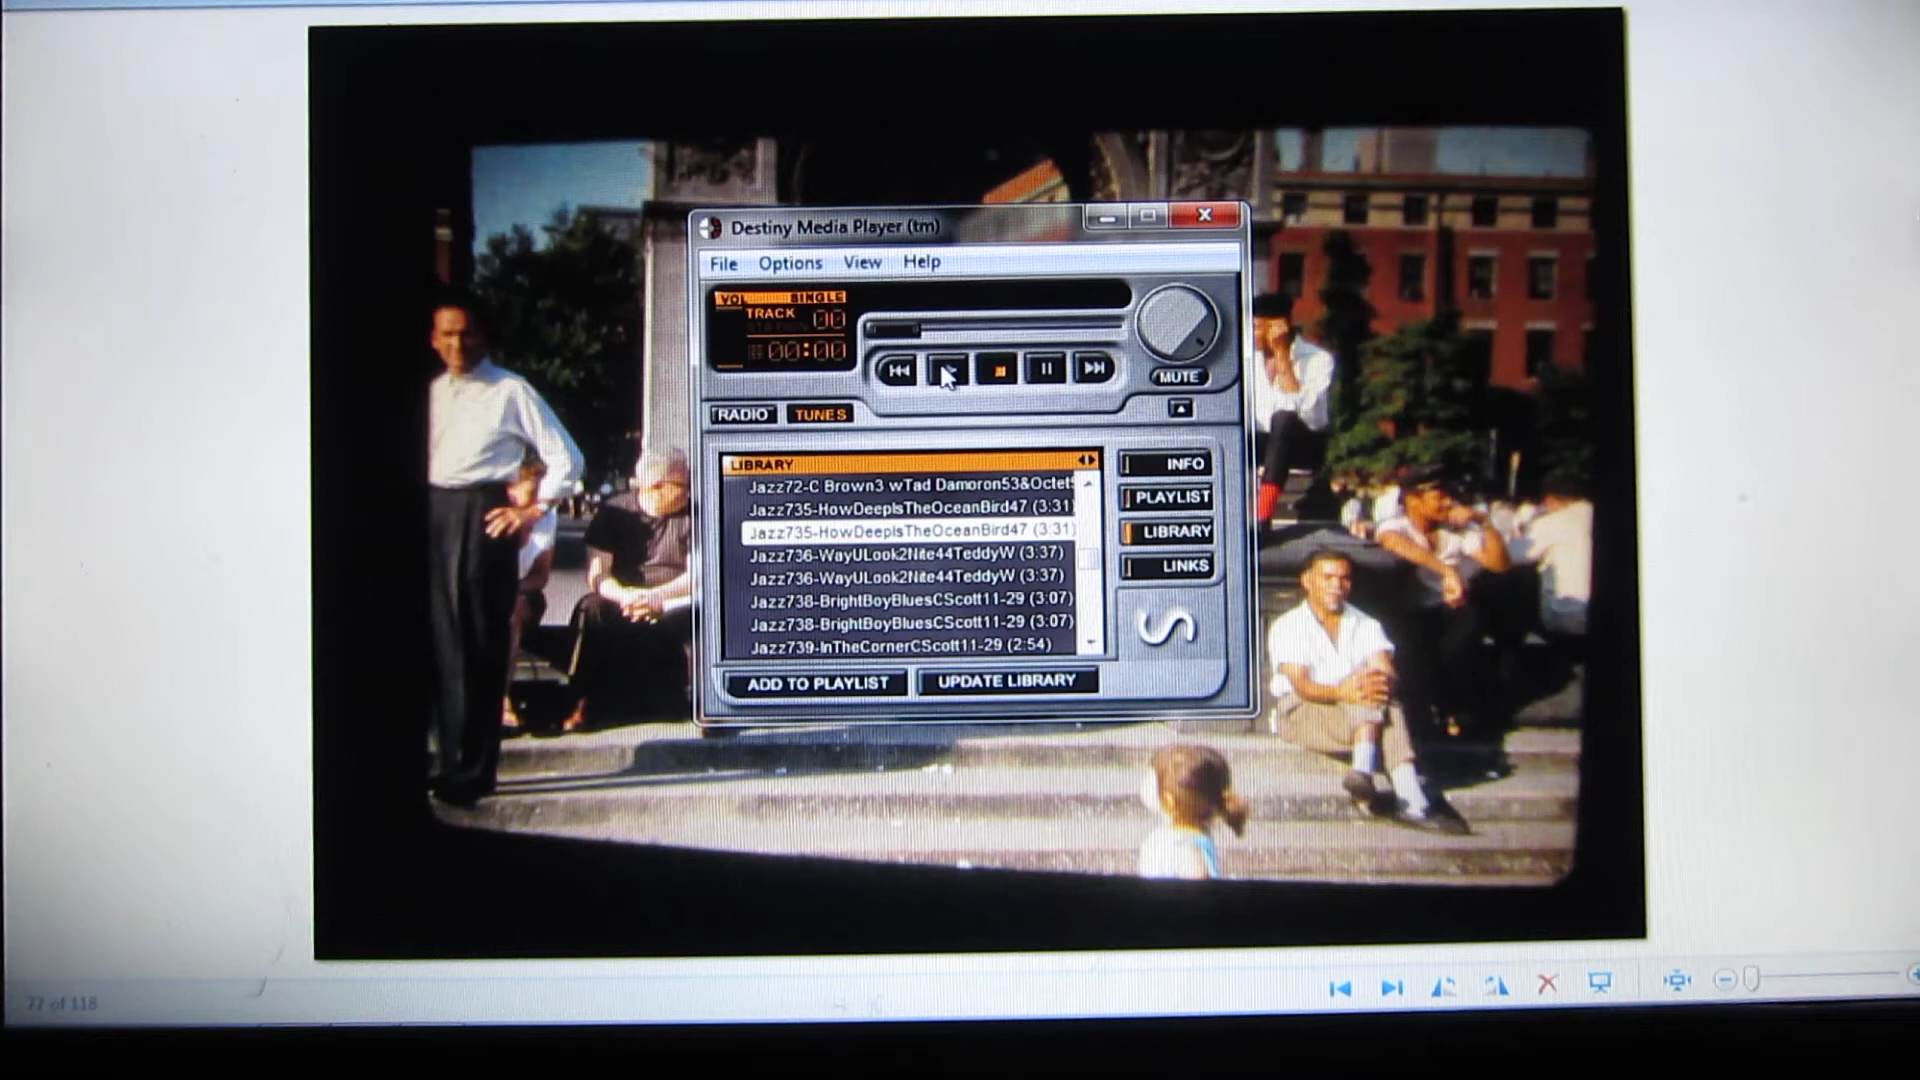 Destiny Media Player (tm)
File Options View Help
VOL SINGLE
TRACK 00
STATION
00:00
MUTE
RADIO TUNES
LIBRARY
Jazz72-C Brown3 wTad Damoron53&Octet5
Jazz735-HowDeepIsTheOceanBird47 (3:31)
Jazz735-HowDeepIsTheOceanBird47 (3:31)
Jazz736-WayULook2Nite44TeddyW (3:37)
Jazz736-WayULook2Nite44TeddyW (3:37)
Jazz738-BrightBoyBluesCScott11-29 (3:07)
Jazz738-BrightBoyBluesCScott11-29 (3:07)
Jazz739-InTheCornerCScott11-29 (2:54)
ADD TO PLAYLIST UPDATE LIBRARY
INFO
PLAYLIST
LIBRARY
LINKS
77 of 118